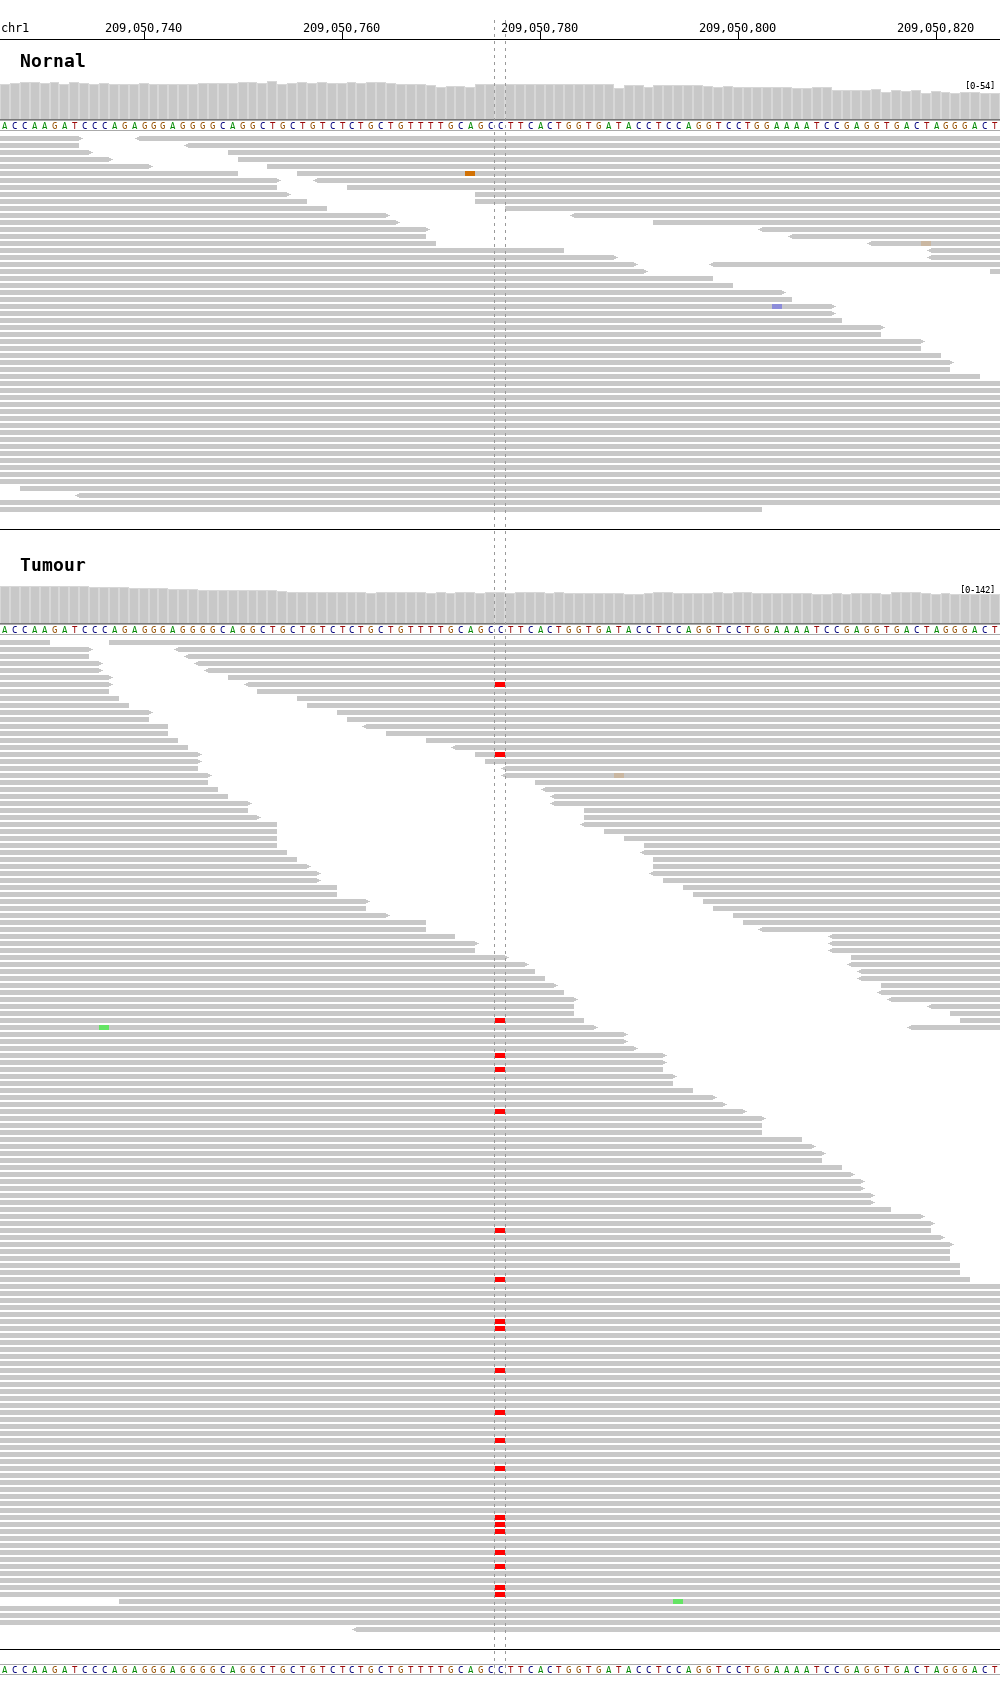 chr1 209,050,740 209,050,760 209,050,780 209,050,800 209,050,820
Nornal
[0-54]
ACCAAGATCCCAGAGGGAGGGGCAGGCTGCTGTCTCTGCTGTTTTGCAGCCTTCACTGGTGATACCTCCAGGTCCTGGAAAATCCGAGGTGACTAGGGACT
Tumour
[0-142]
ACCAAGATCCCAGAGGGAGGGGCAGGCTGCTGTCTCTGCTGTTTTGCAGCCTTCACTGGTGATACCTCCAGGTCCTGGAAAATCCGAGGTGACTAGGGACT
ACCAAGATCCCAGAGGGAGGGGCAGGCTGCTGTCTCTGCTGTTTTGCAGCCTTCACTGGTGATACCTCCAGGTCCTGGAAAATCCGAGGTGACTAGGGACT